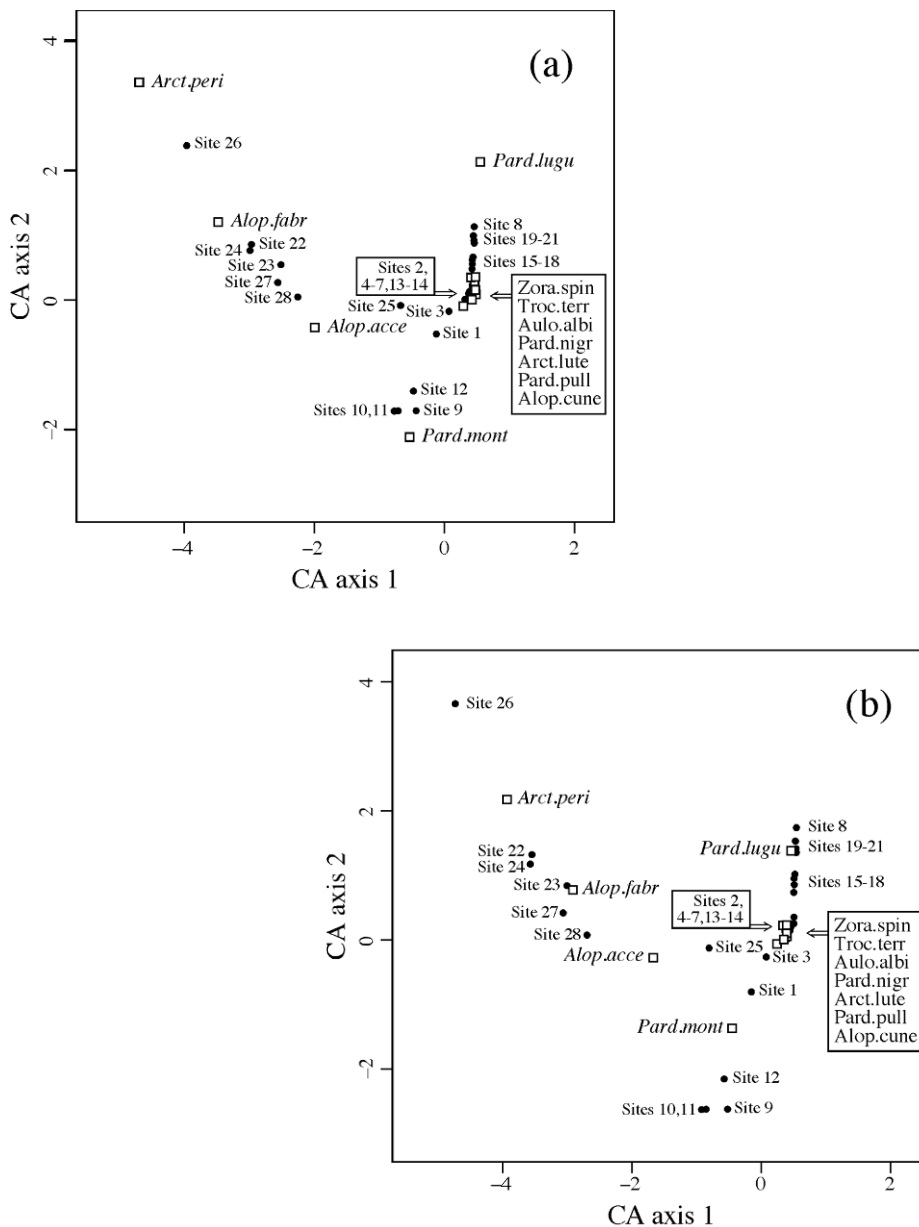 (a)
4
Arct.peri
Site 26
Pard.lugu
2
CA axis 2
Alop.fabr
Site 8
Site 22
Sites 19-21
Site 24
Site 23
Sites 15-18
Sites 2,
4-7,13-14
Site 27
Zora.spin
Troc.terr
Aulo.albi
Pard.nigr
Arct.lute
Pard.pull
Alop.cune
0
Site 28
Site 25
Site 3
Alop.acce
Site 1
Site 12
Sites 10,11
Site 9
Pard.mont
−2
−4
−2
0
2
CA axis 1
(b)
4
Site 26
Arct.peri
2
CA axis 2
Site 8
Site 22
Pard.lugu
Sites 19-21
Site 24
Site 23
Alop.fabr
Sites 15-18
Site 27
Sites 2,
4-7,13-14
Zora.spin
Troc.terr
Aulo.albi
Pard.nigr
Arct.lute
Pard.pull
Alop.cune
Site 28
0
Site 25
Alop.acce
Site 3
Site 1
Pard.mont
−2
Site 12
Sites 10,11
Site 9
−4
−2
0
2
CA axis 1